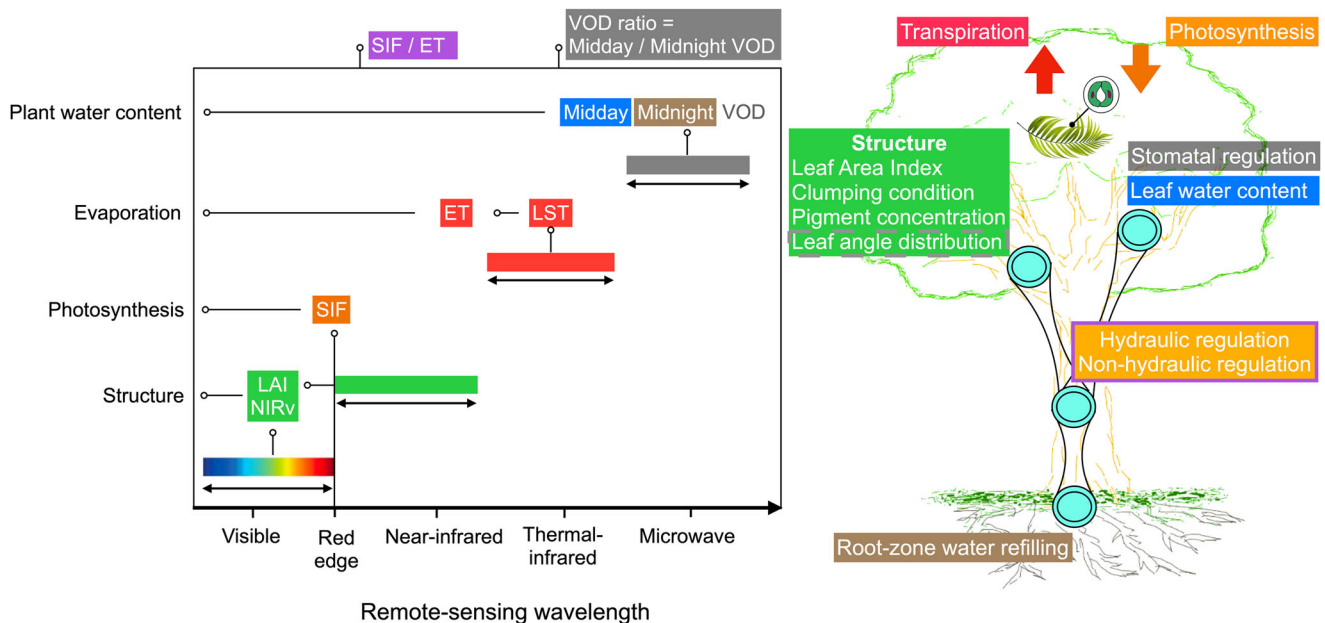 SIF / ET
VOD ratio =
Midday / Midnight VOD
Plant water content
Midday Midnight VOD
Evaporation
ET
LST
Photosynthesis
SIF
Structure
LAI
NIRv
Visible
Red
edge
Near-infrared
Thermal-
infrared
Microwave
Remote-sensing wavelength
Transpiration
Photosynthesis
Structure
Leaf Area Index
Clumping condition
Pigment concentration
Leaf angle distribution
Stomatal regulation
Leaf water content
Hydraulic regulation
Non-hydraulic regulation
Root-zone water refilling